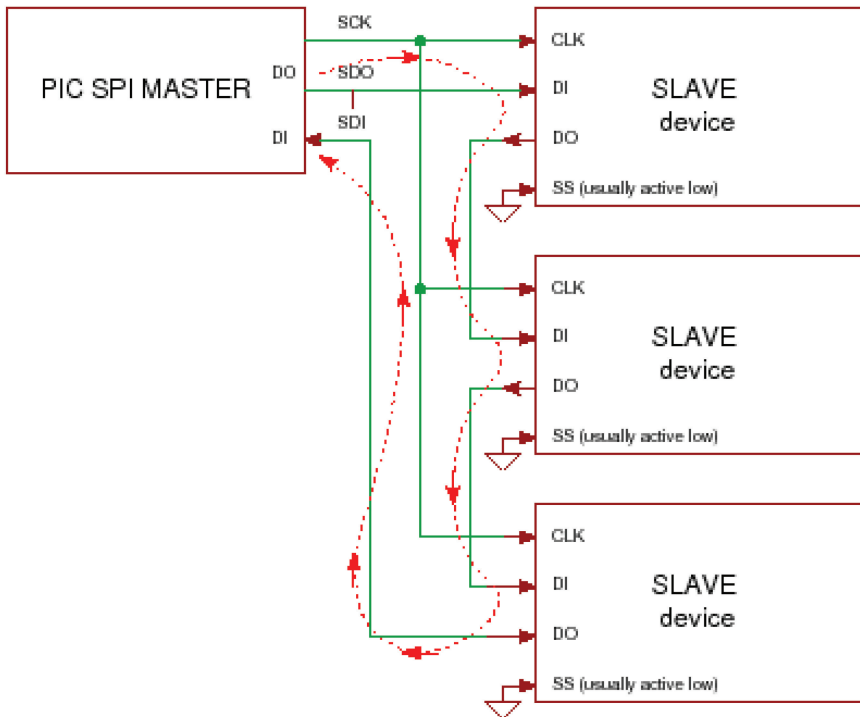 SCK
CLK
DO
SDO
PIC SPI MASTER
DI
SLAVE
device
SDI
DI
DO
SS (usually active low)
CLK
DI
SLAVE
device
DO
SS (usually active low)
CLK
DI
SLAVE
device
DO
SS (usually active low)